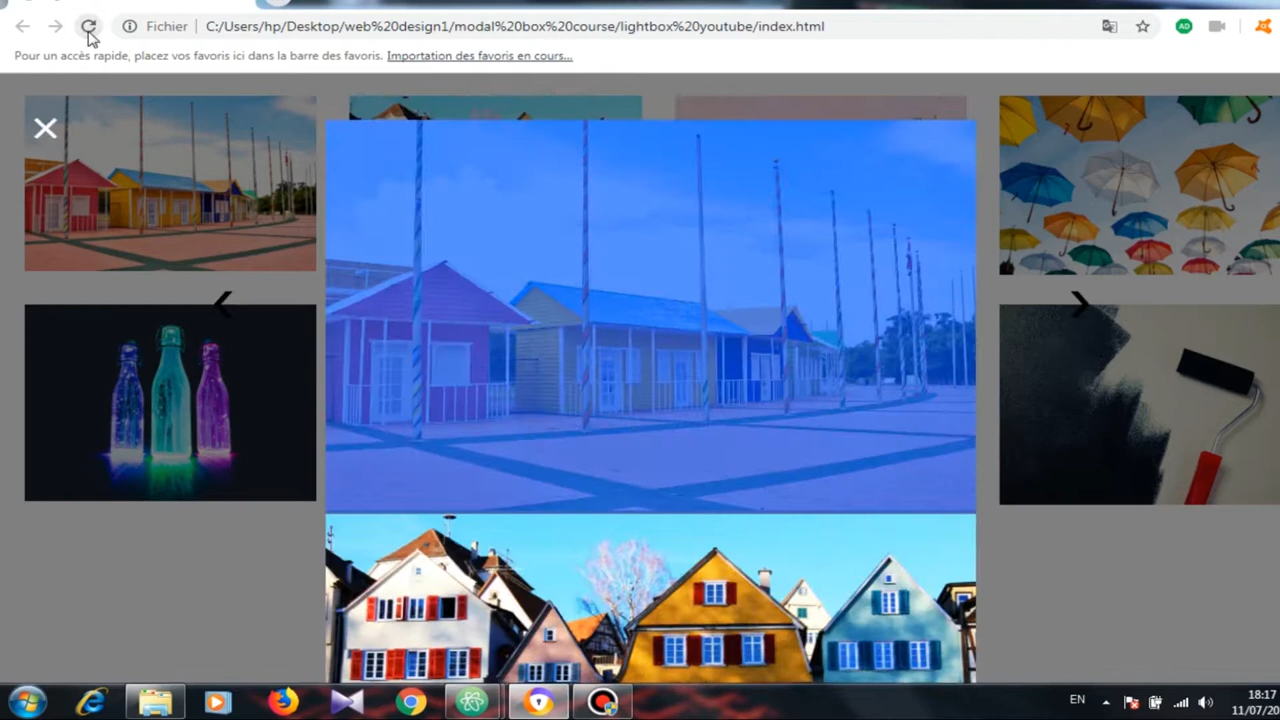 Fichier C:/Users/hp/Desktop/web%20design1/modal%20box%20course/lightbox%20youtube/index.html
Pour un accès rapide, placez vos favoris ici dans la barre des favoris. Importation des favoris en cours...
EN
18:17
11/07/20